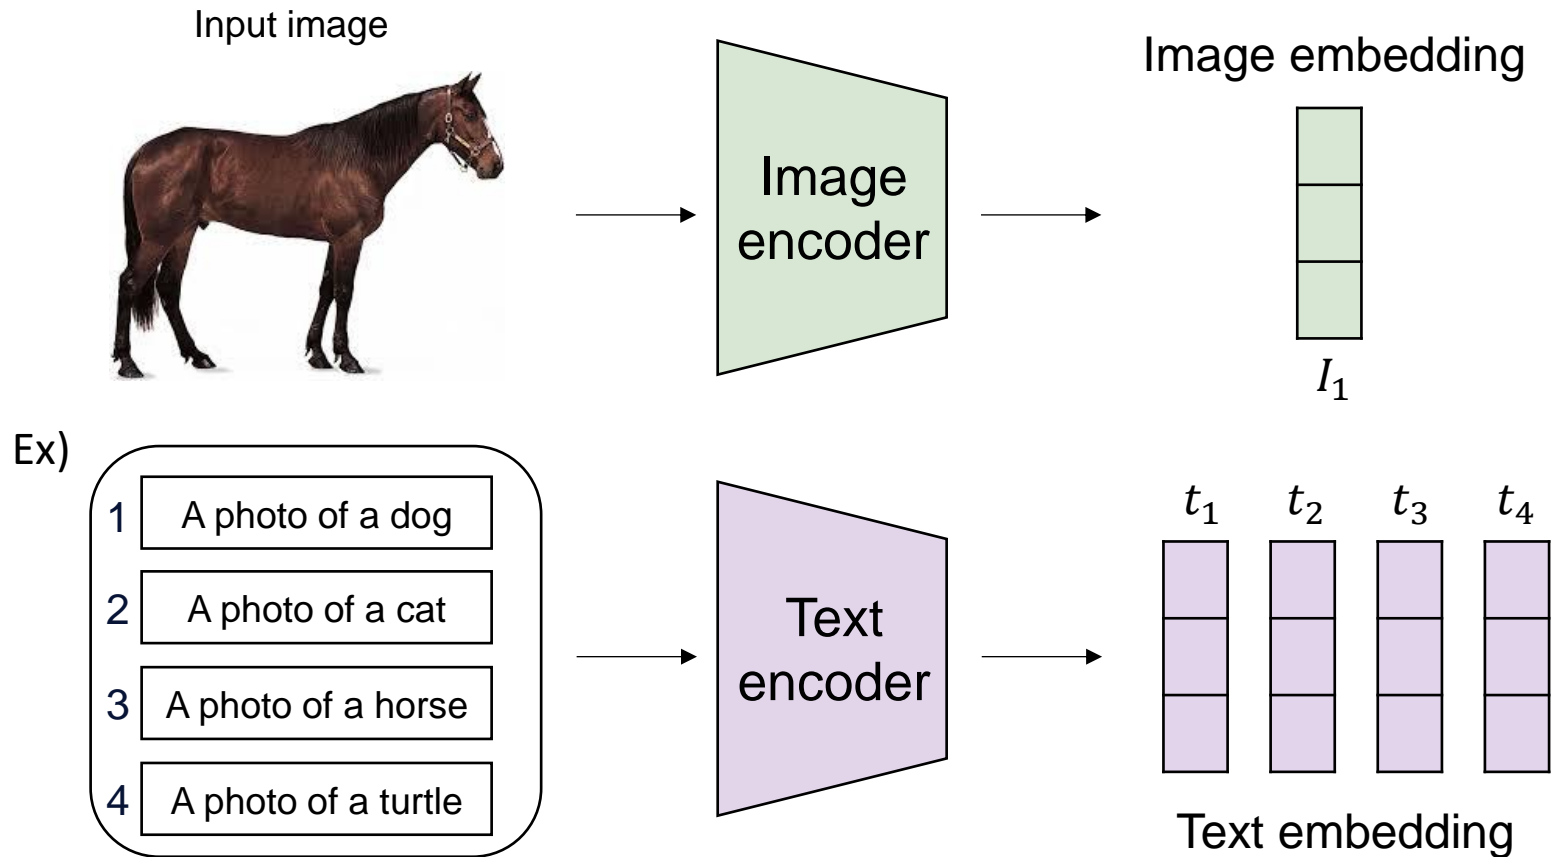 Input image
Image embedding
Image
encoder
I₁
Ex)
1 A photo of a dog
2 A photo of a cat
3 A photo of a horse
4 A photo of a turtle
Text
encoder
t₁ t₂ t₃ t₄
Text embedding